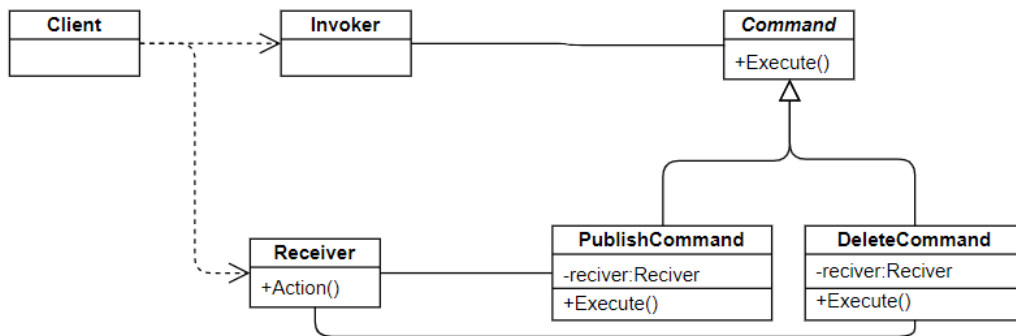 Client
Invoker
Command
+Execute()
Receiver
+Action()
PublishCommand
-reciver:Reciver
+Execute()
DeleteCommand
-reciver:Reciver
+Execute()